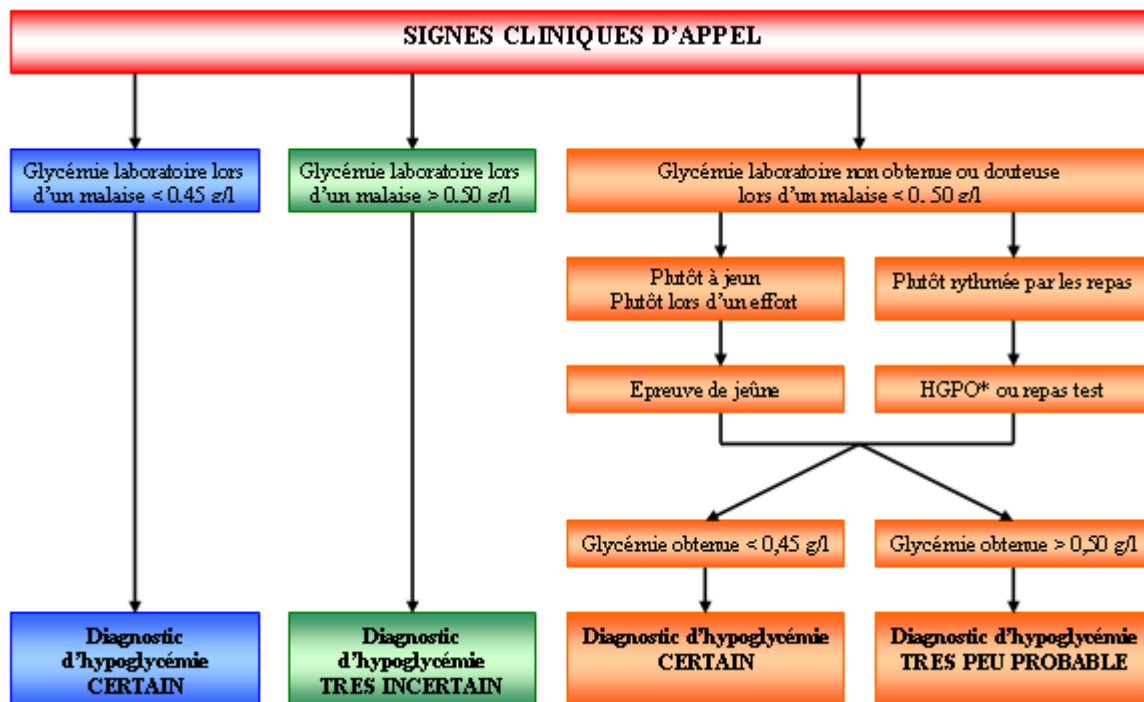 SIGNES CLINIQUES D'APPEL
Glycémie laboratoire lors
d'un malaise < 0.45 g/l
Glycémie laboratoire lors
d'un malaise > 0.50 g/l
Glycémie laboratoire non obtenue ou douteuse
lors d'un malaise < 0. 50 g/l
Plutôt à jeun
Plutôt lors d'un effort
Plutôt rythmée par les repas
Epreuve de jeûne
HGPO* ou repas test
Glycémie obtenue < 0,45 g/l
Glycémie obtenue > 0,50 g/l
Diagnostic
d'hypoglycémie
CERTAIN
Diagnostic
d'hypoglycémie
TRES INCERTAIN
Diagnostic d'hypoglycémie
CERTAIN
Diagnostic d'hypoglycémie
TRES PEU PROBABLE